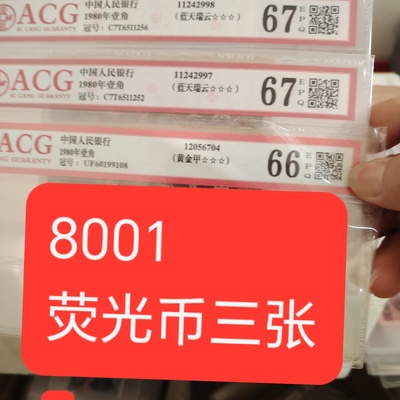 ACG
AI CANG GUARANTY
中国人民银行
1980年壹角
冠号: C7T6511256
11242998
(蓝天瑞云☆☆☆)
67 EPQ
ACG
AI CANG GUARANTY
中国人民银行
1980年壹角
冠号: C7T6511252
11242997
(蓝天瑞云☆☆☆)
67 EPQ
ACG
AI CANG GUARANTY
中国人民银行
1980年壹角
冠号: UF60199108
12056704
(黄金甲☆☆☆)
66 EPQ
8001
荧光币三张